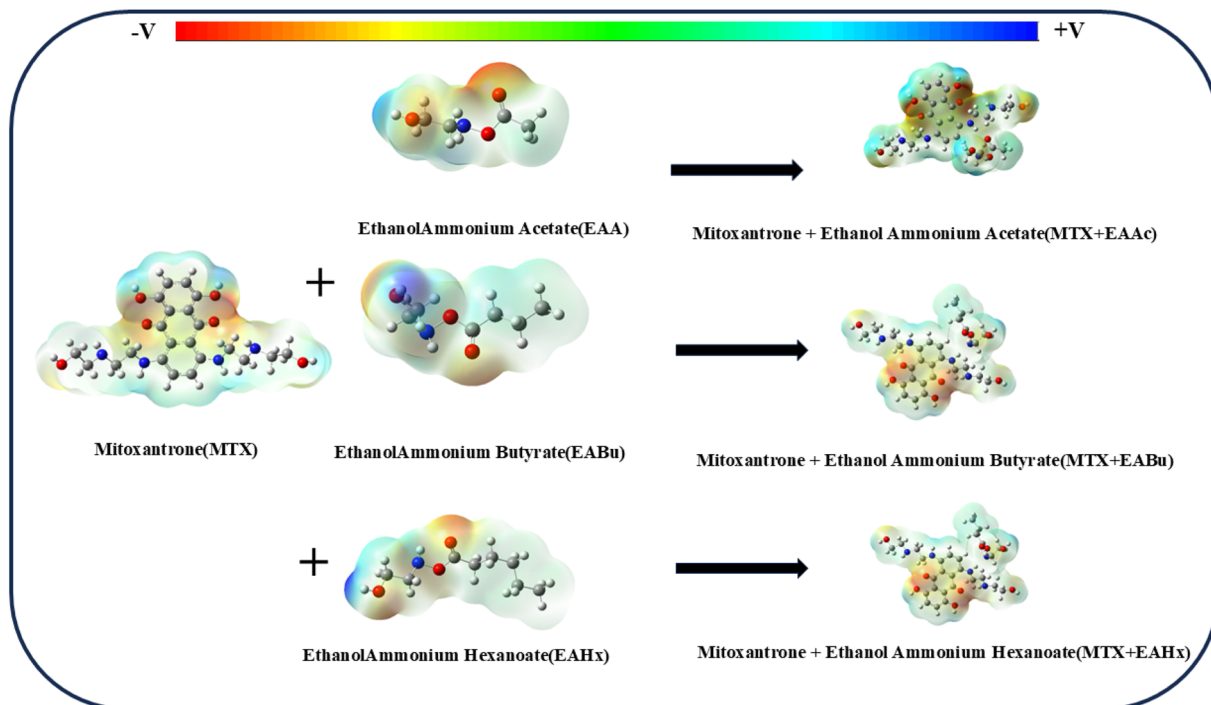 -V
+V
EthanolAmmonium Acetate(EAA)
Mitoxantrone + Ethanol Ammonium Acetate(MTX+EAAc)
+
Mitoxantrone(MTX)
EthanolAmmonium Butyrate(EABu)
Mitoxantrone + Ethanol Ammonium Butyrate(MTX+EABu)
+
EthanolAmmonium Hexanoate(EAHx)
Mitoxantrone + Ethanol Ammonium Hexanoate(MTX+EAHx)